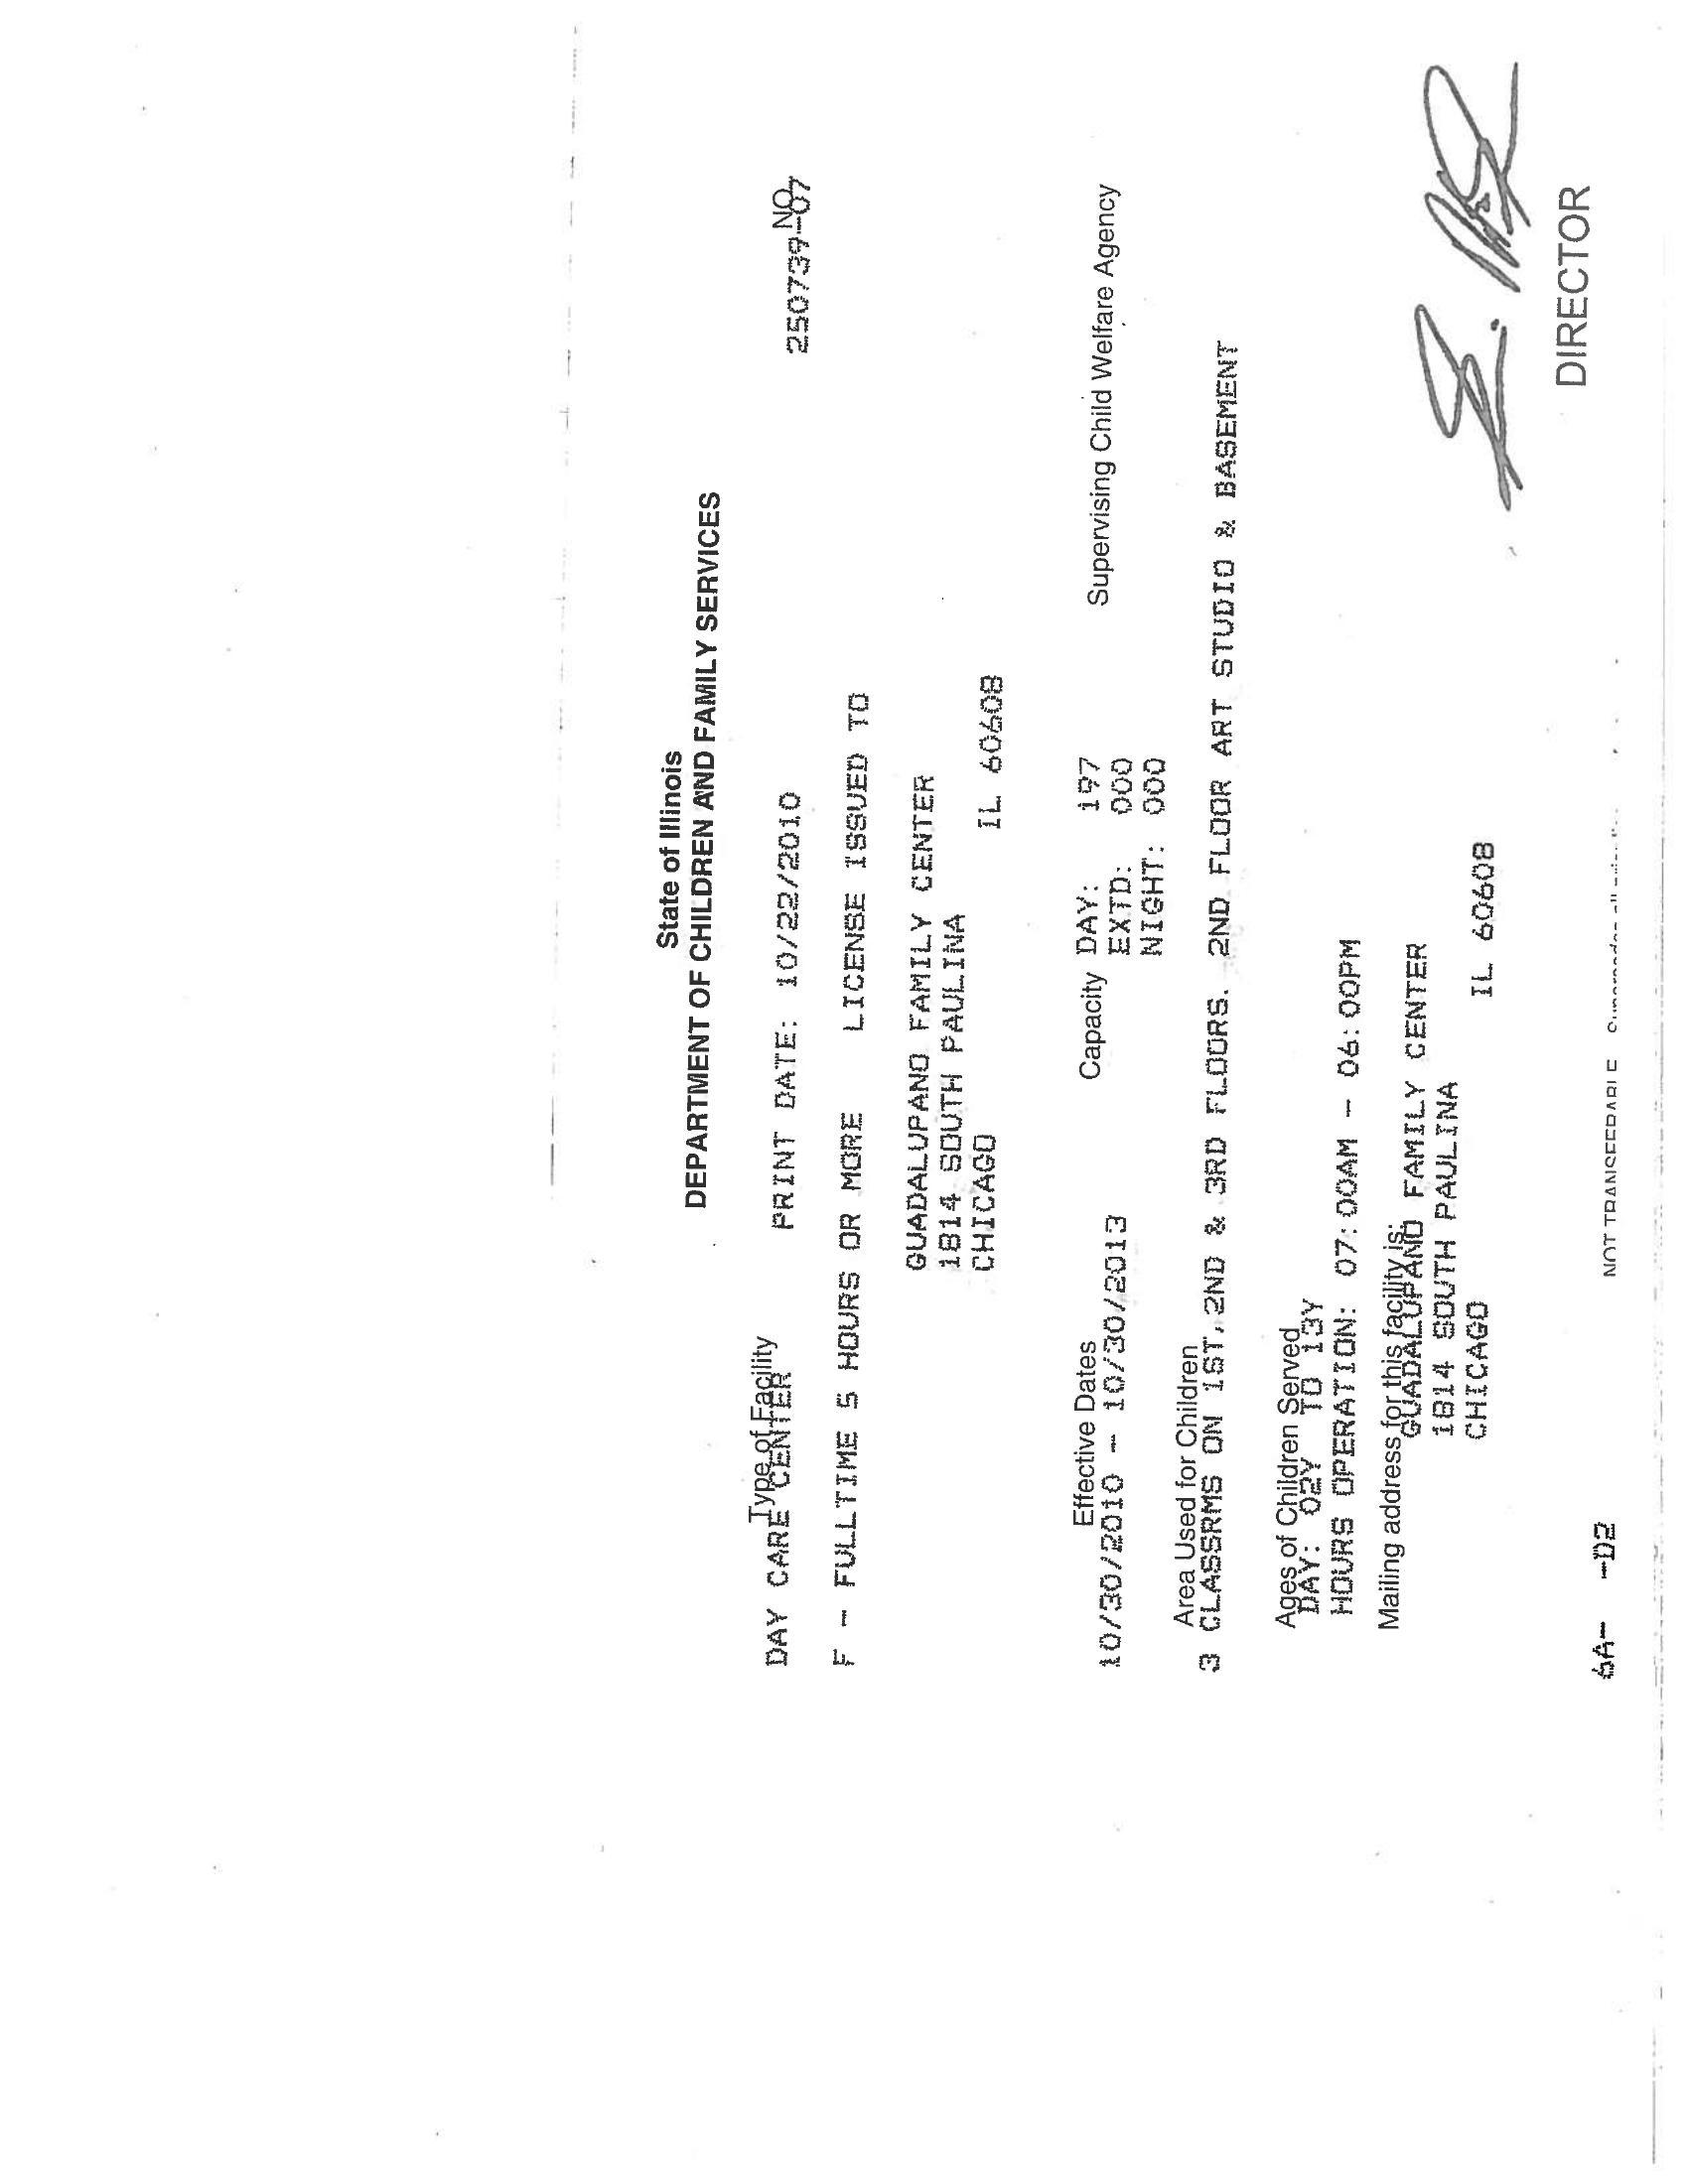 State of Illinois
DEPARTMENT OF CHILDREN AND FAMILY SERVICES
Type of Facility
NO.
DAY CARE CENTER PRINT DATE: 10/22/2010 250739-07
F - FULLTIME 5 HOURS OR MORE LICENSE ISSUED TO
GUADALUPANO FAMILY CENTER
1814 SOUTH PAULINA
CHICAGO IL 60608
Effective Dates Capacity DAY: 197 Supervising Child Welfare Agency
10/30/2010 - 10/30/2013 EXTD: 000
NIGHT: 000
Area Used for Children
3 CLASSRMS ON 1ST, 2ND & 3RD FLOORS. 2ND FLOOR ART STUDIO & BASEMENT
Ages of Children Served
DAY: 02Y TO 13Y
HOURS OPERATION: 07:00AM - 06:00PM
Mailing address for this facility is:
GUADALUPANO FAMILY CENTER
1814 SOUTH PAULINA
CHICAGO IL 60608
DIRECTOR
6A- -D2 NOT TRANSFERABLE